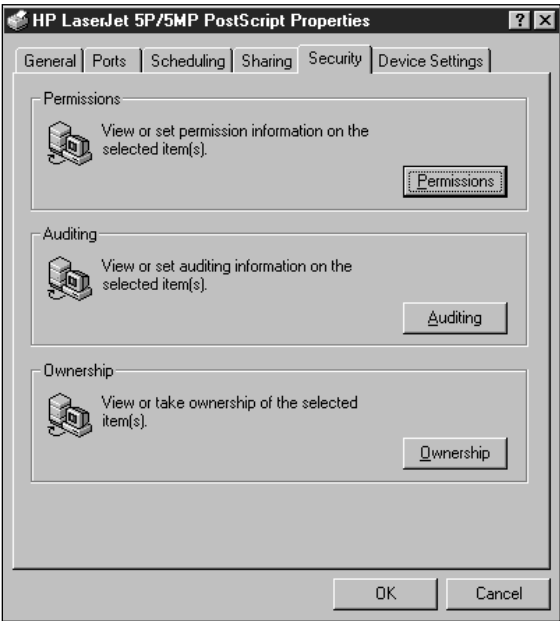 HP LaserJet 5P/5MP PostScript Properties
General Ports Scheduling Sharing Security Device Settings
Permissions
View or set permission information on the
selected item(s).
Permissions
Auditing
View or set auditing information on the
selected item(s).
Auditing
Ownership
View or take ownership of the selected
item(s).
Ownership
OK Cancel